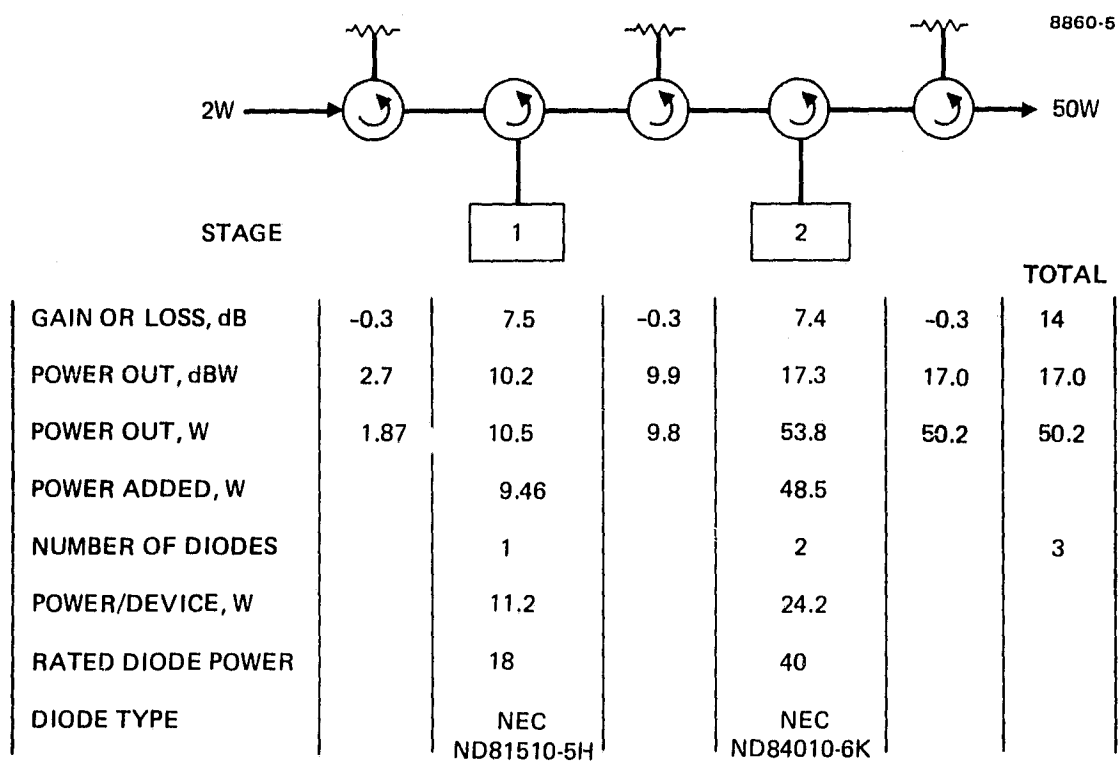 8860-5
2W 50W
STAGE 1 2
TOTAL
GAIN OR LOSS, dB -0.3 7.5 -0.3 7.4 -0.3 14
POWER OUT, dBW 2.7 10.2 9.9 17.3 17.0 17.0
POWER OUT, W 1.87 10.5 9.8 53.8 50.2 50.2
POWER ADDED, W 9.46 48.5
NUMBER OF DIODES 1 2 3
POWER/DEVICE, W 11.2 24.2
RATED DIODE POWER 18 40
DIODE TYPE NEC NEC
ND81510-5H ND84010-6K